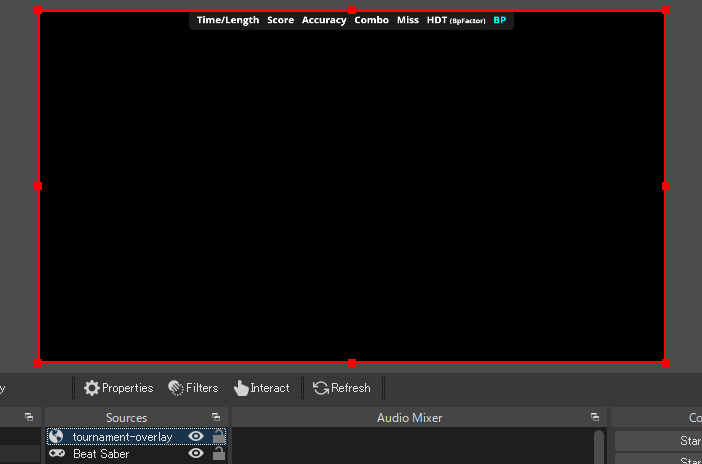 Time/Length Score Accuracy Combo Miss HDT (BpFactor) BP
y Properties Filters Interact Refresh
Sources Audio Mixer Co
tournament-overlay Star
Beat Saber Star